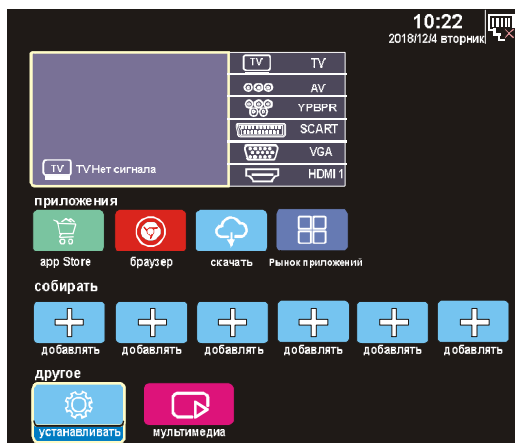 10:22
2018/12/4 вторник
TV TV
AV
YPBPR
SCART
VGA
HDMI 1
TV TVНет сигнала
приложения
app Store браузер скачать Рынок приложений
собирать
добавлять добавлять добавлять добавлять добавлять добавлять
другое
устанавливать мультимедиа